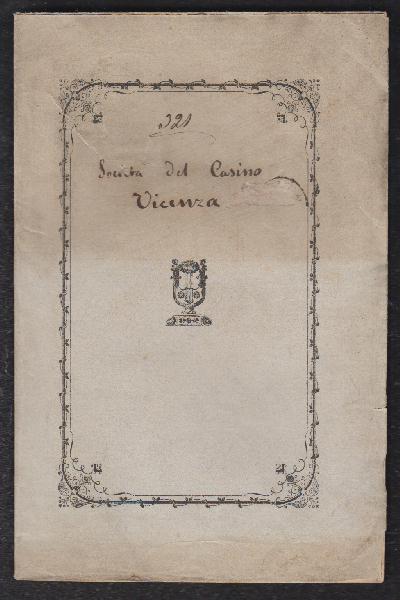 321
Società del Casino
Vicenza